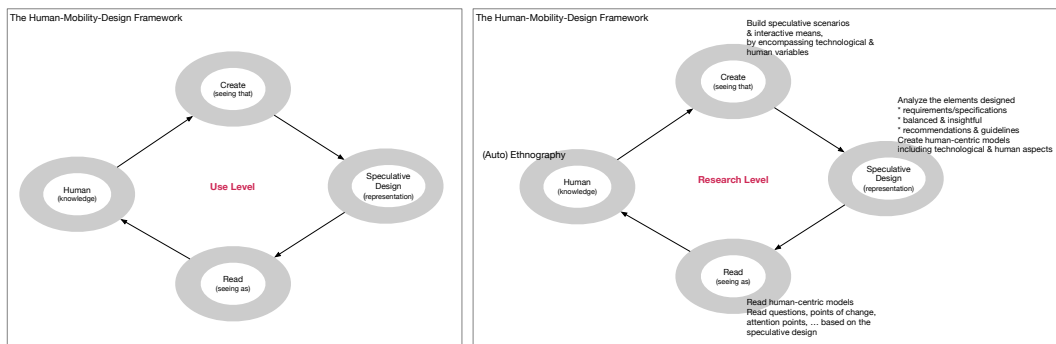 The Human-Mobility-Design Framework
Create
(seeing that)
Human
(knowledge)
Use Level
Speculative
Design
(representation)
Read
(seeing as)
The Human-Mobility-Design Framework
Build speculative scenarios
& interactive means,
by encompassing technological &
human variables
Create
(seeing that)
Analyze the elements designed
* requirements/specifications
* balanced & insightful
* recommendations & guidelines
Create human-centric models
including technological & human aspects
(Auto) Ethnography
Human
(knowledge)
Research Level
Speculative
Design
(representation)
Read
(seeing as)
Read human-centric models
Read questions, points of change,
attention points, ... based on the
speculative design